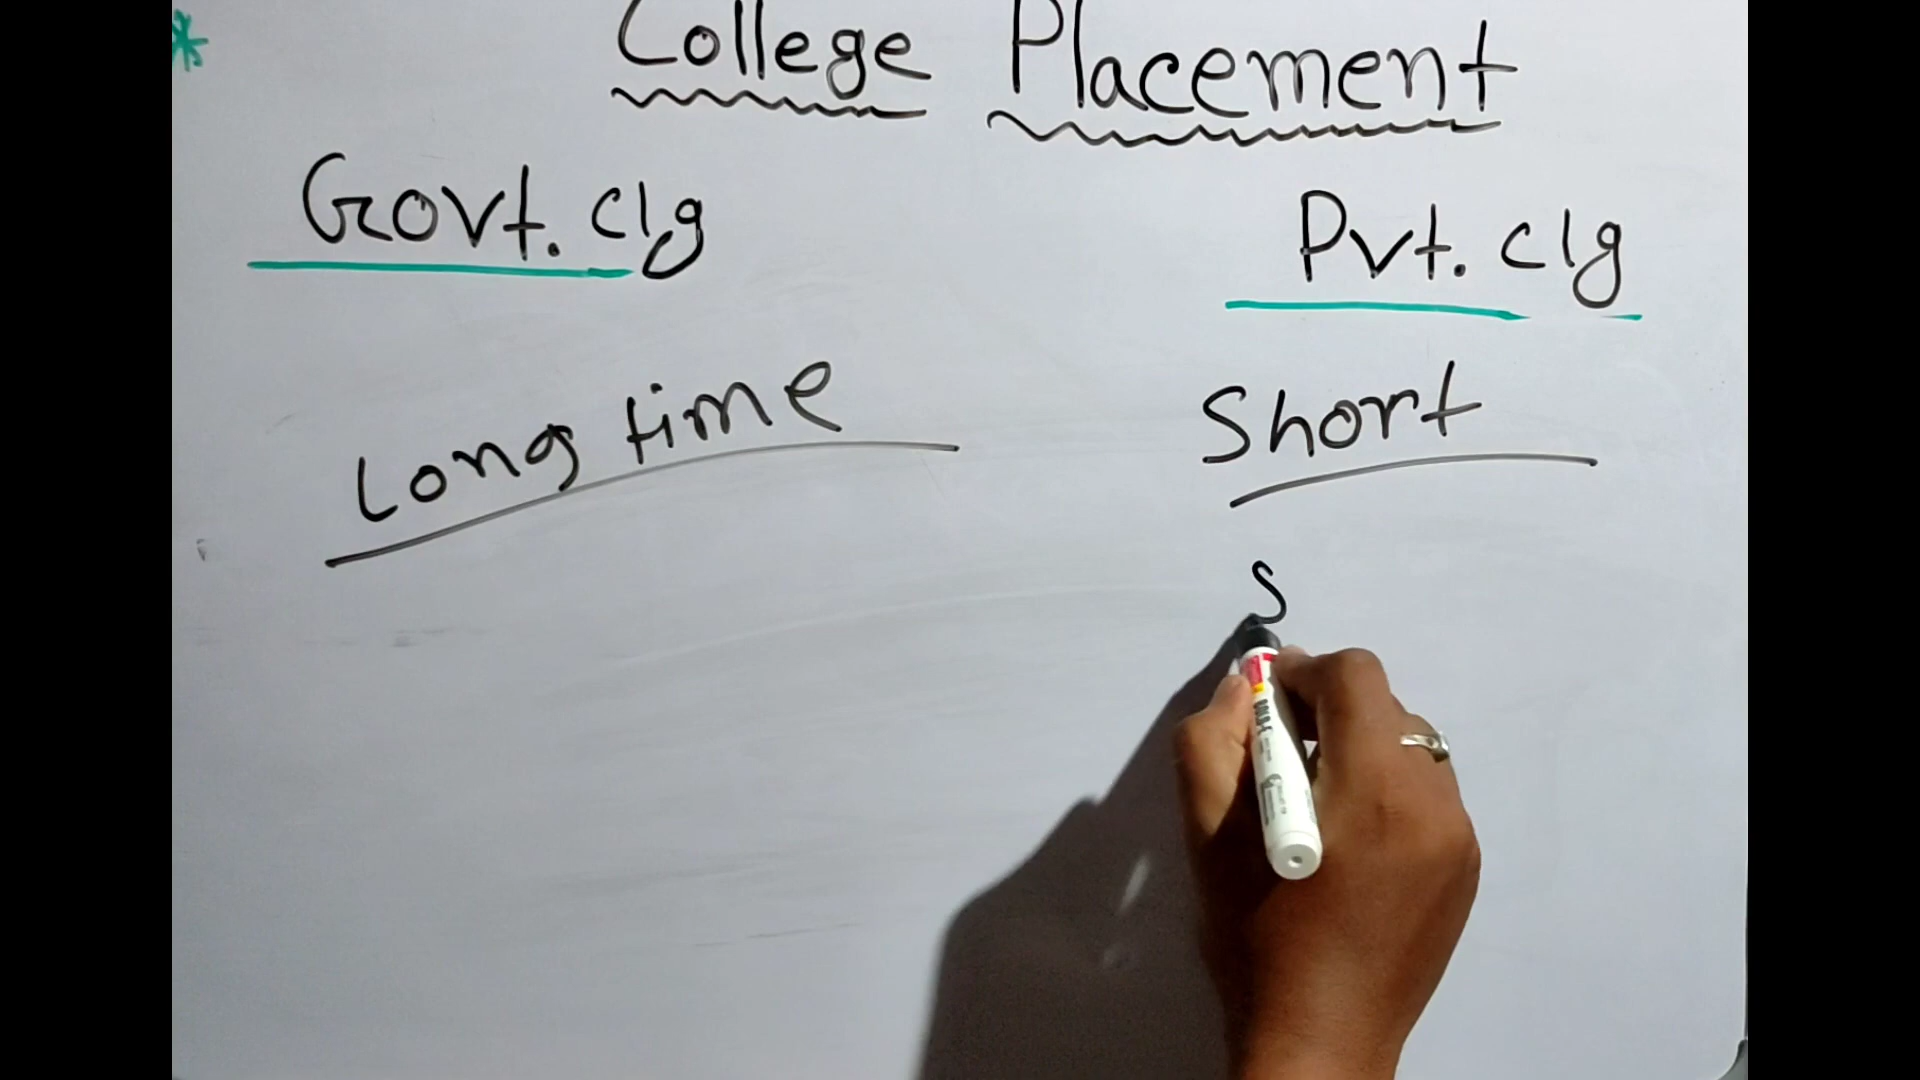 College Placement
Govt. clg
Pvt. clg
Long time
Short
S